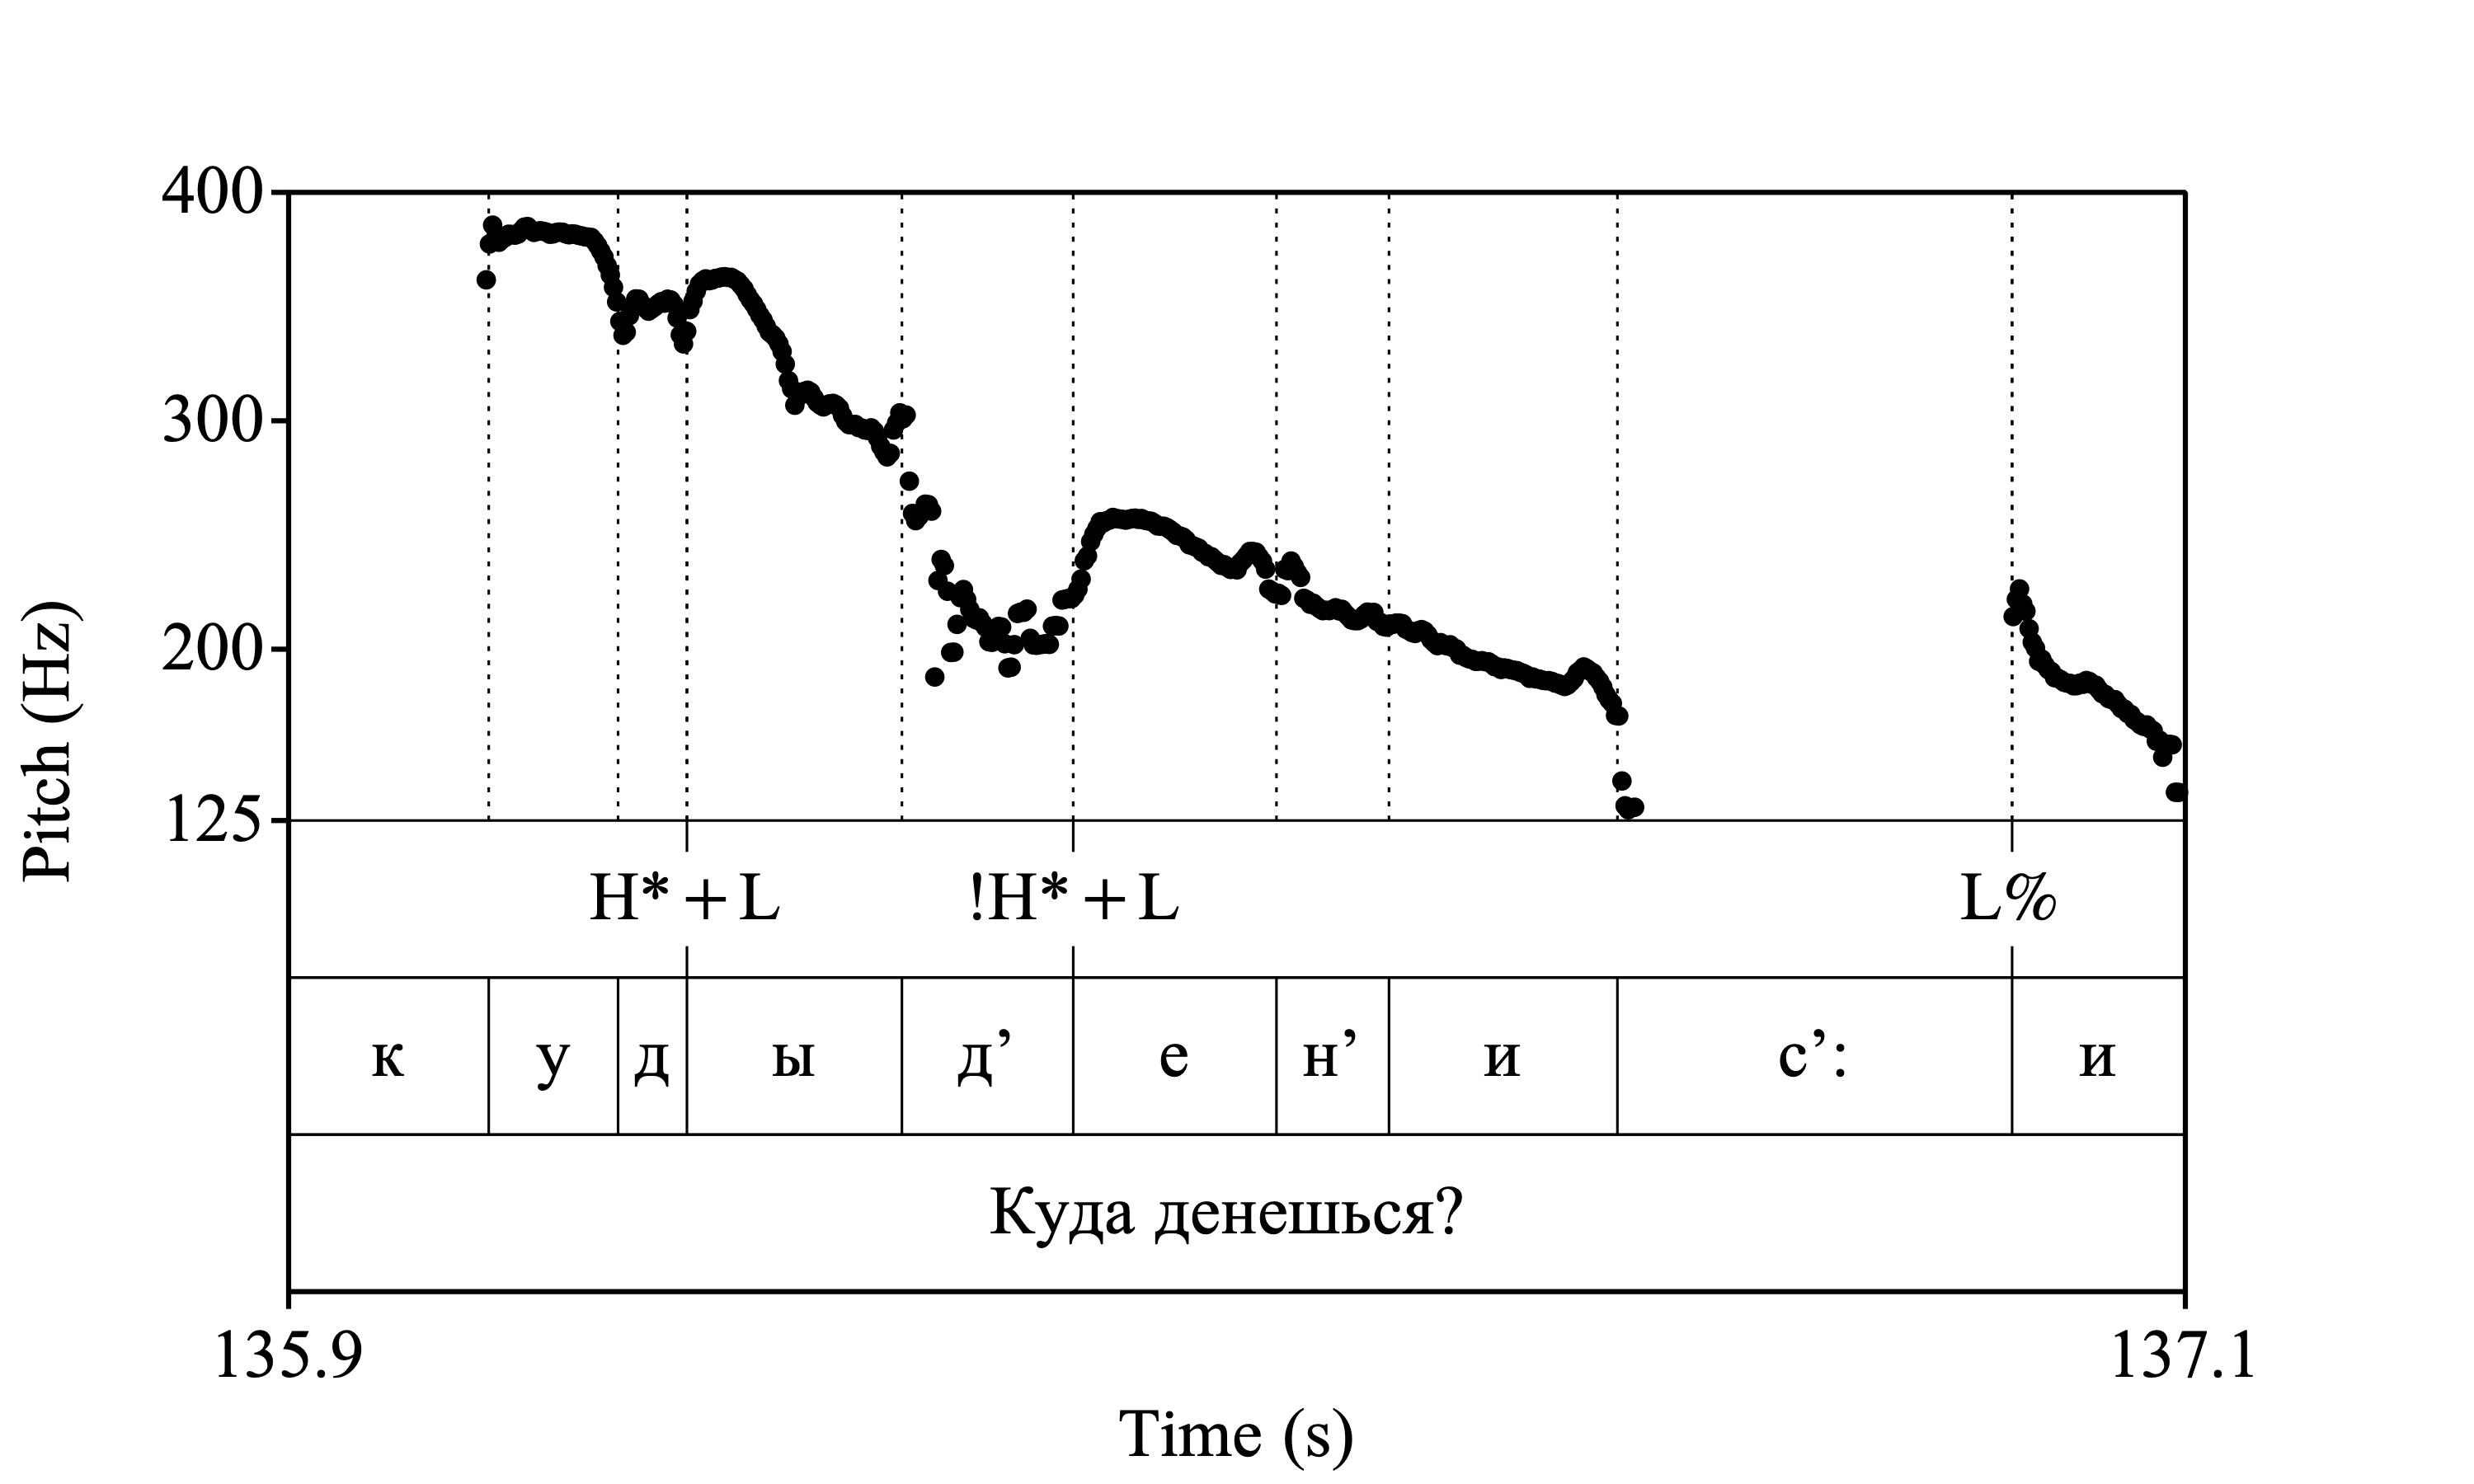 Pitch (Hz)
400
300
200
125
H*+L !H*+L L%
к у д ы д’ е н’ и с’: и
Куда денешься?
135.9 137.1
Time (s)